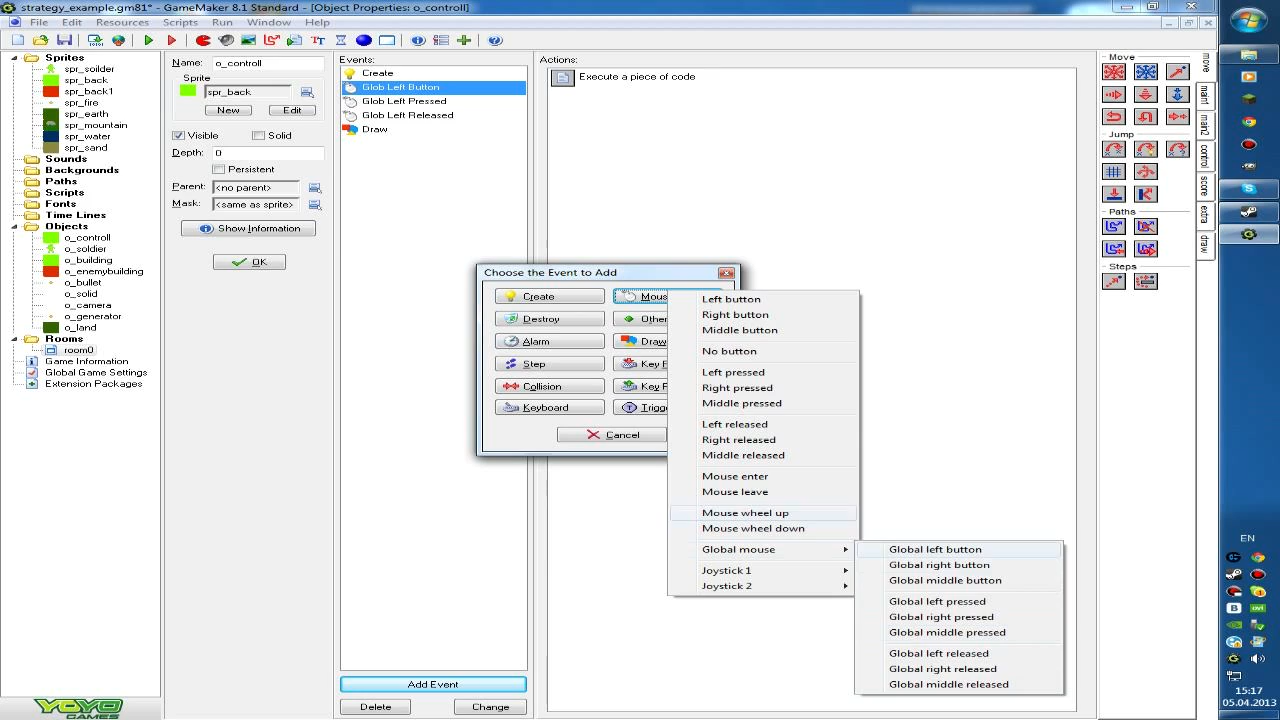 strategy_example.gm81* - GameMaker 8.1 Standard - [Object Properties: o_controll]
File Edit Resources Scripts Run Window Help
Sprites
spr_soilder
spr_back
spr_back1
spr_fire
spr_earth
spr_mountain
spr_water
spr_sand
Sounds
Backgrounds
Paths
Scripts
Fonts
Time Lines
Objects
o_controll
o_soldier
o_building
o_enemybuilding
o_bullet
o_solid
o_camera
o_generator
o_land
Rooms
room0
Game Information
Global Game Settings
Extension Packages
YOYO
GAMES
Name: o_controll
Sprite
spr_back
New Edit
Visible Solid
Depth: 0
Persistent
Parent: <no parent>
Mask: <same as sprite>
Show Information
OK
Events:
Create
Glob Left Button
Glob Left Pressed
Glob Left Released
Draw
Add Event
Delete Change
Actions:
Execute a piece of code
Choose the Event to Add
Create
Destroy
Alarm
Step
Collision
Keyboard
Mous
Other
Draw
Key P
Key F
Trigge
Cancel
Left button
Right button
Middle button
No button
Left pressed
Right pressed
Middle pressed
Left released
Right released
Middle released
Mouse enter
Mouse leave
Mouse wheel up
Mouse wheel down
Global mouse
Joystick 1
Joystick 2
Global left button
Global right button
Global middle button
Global left pressed
Global right pressed
Global middle pressed
Global left released
Global right released
Global middle released
Move
Jump
Paths
Steps
move
main1
main2
control
score
extra
draw
EN
ovi
15:17
05.04.2013